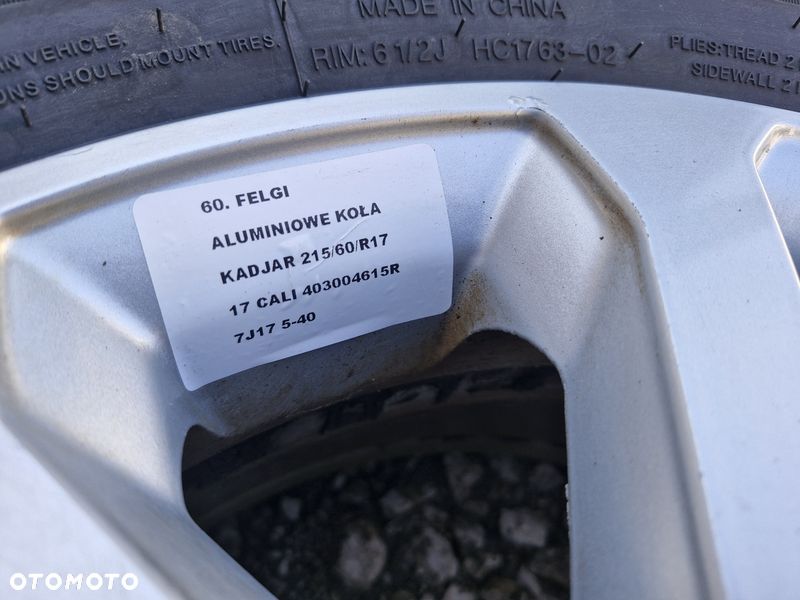 MADE IN CHINA
VEHICLE,
RIM: 6 1/2J HC1763-02
PLIES:TREAD 2
ONS SHOULD MOUNT TIRES.
SIDEWALL 2
60. FELGI
ALUMINIOWE KOŁA
KADJAR 215/60/R17
17 CALI 403004615R
7J17 5-40
OTOMOTO